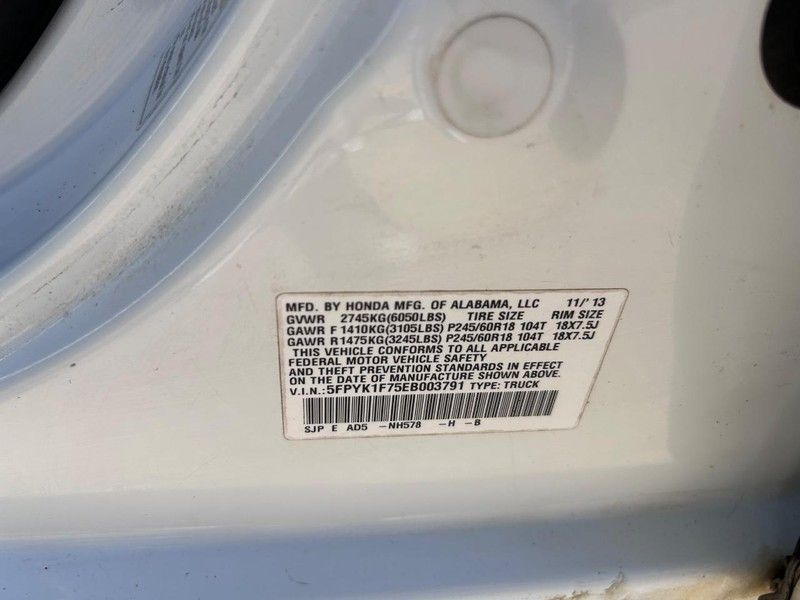 MFD. BY HONDA MFG. OF ALABAMA, LLC 11/'13
GVWR 2745KG(6050LBS) TIRE SIZE RIM SIZE
GAWR F 1410KG(3105LBS) P245/60R18 104T 18X7.5J
GAWR R1475KG(3245LBS) P245/60R18 104T 18X7.5J
THIS VEHICLE CONFORMS TO ALL APPLICABLE
FEDERAL MOTOR VEHICLE SAFETY
AND THEFT PREVENTION STANDARDS IN EFFECT
ON THE DATE OF MANUFACTURE SHOWN ABOVE.
V.I.N.: 5FPYK1F75EB003791 TYPE: TRUCK
SJP E AD5 -NH578 -H -B